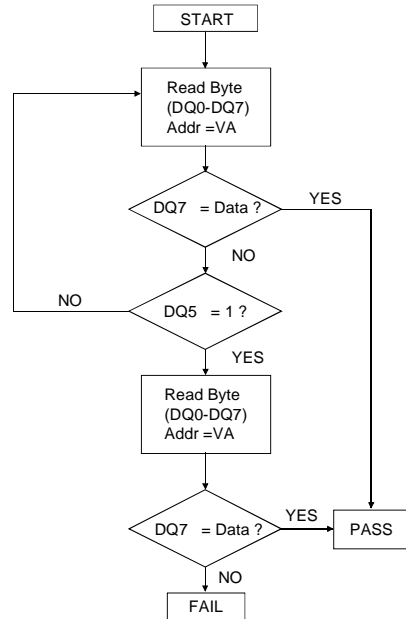 START
Read Byte
(DQ0-DQ7)
Addr =VA
DQ7 = Data ?
YES
NO
DQ5 = 1 ?
NO
YES
Read Byte
(DQ0-DQ7)
Addr =VA
DQ7 = Data ?
YES
PASS
NO
FAIL